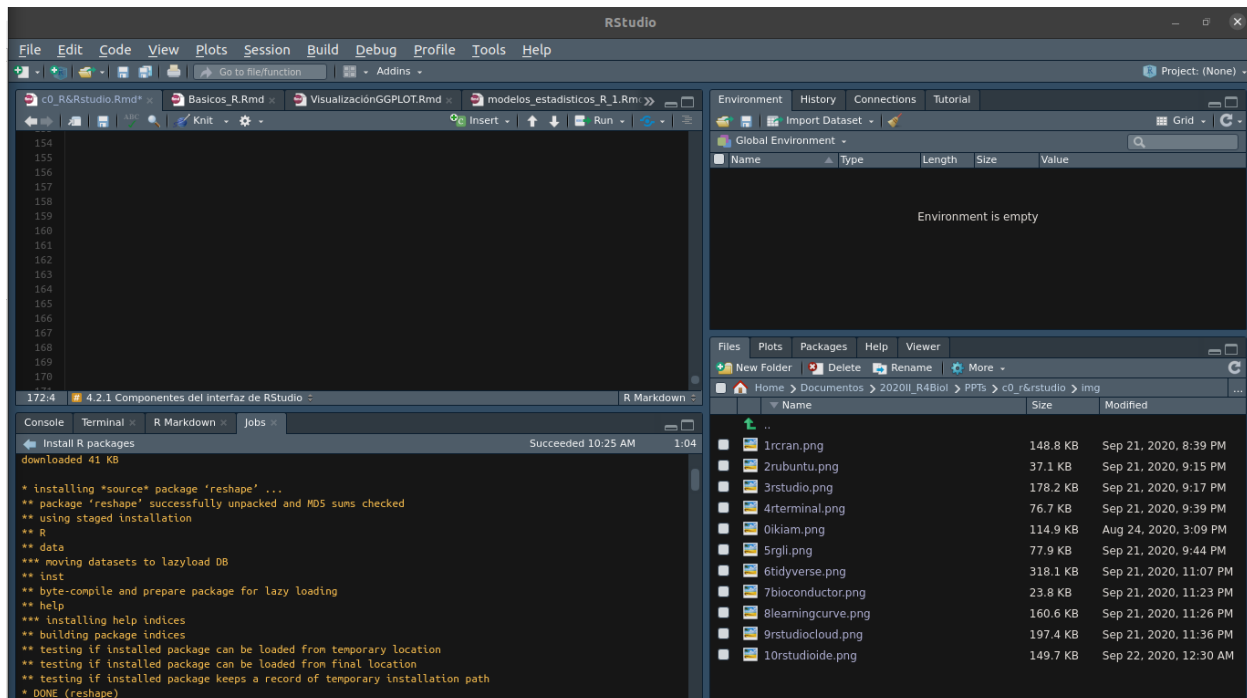 RStudio
File Edit Code View Plots Session Build Debug Profile Tools Help
Go to file/function Addins Project: (None)
c0_R&Rstudio.Rmd* Basicos_R.Rmd VisualizaciónGGPLOT.Rmd modelos_estadisticos_R_1.Rm
ABC Knit Insert Run
154
155
156
157
158
159
160
161
162
163
164
165
166
167
168
169
170
172:4 # 4.2.1 Componentes del interfaz de RStudio R Markdown
Console Terminal R Markdown Jobs
Install R packages Succeeded 10:25 AM 1:04
downloaded 41 KB
* installing *source* package ‘reshape’ ...
** package ‘reshape’ successfully unpacked and MD5 sums checked
** using staged installation
** R
** data
*** moving datasets to lazyload DB
** inst
** byte-compile and prepare package for lazy loading
** help
*** installing help indices
** building package indices
** testing if installed package can be loaded from temporary location
** testing if installed package can be loaded from final location
** testing if installed package keeps a record of temporary installation path
* DONE (reshape)
Environment History Connections Tutorial
Import Dataset Grid
Global Environment
Name Type Length Size Value
Environment is empty
Files Plots Packages Help Viewer
New Folder Delete Rename More
Home Documentos 2020II_R4Biol PPTs c0_r&rstudio img ...
Name Size Modified
..
1rcran.png 148.8 KB Sep 21, 2020, 8:39 PM
2rubuntu.png 37.1 KB Sep 21, 2020, 9:15 PM
3rstudio.png 178.2 KB Sep 21, 2020, 9:17 PM
4rterminal.png 76.7 KB Sep 21, 2020, 9:39 PM
0ikiam.png 114.9 KB Aug 24, 2020, 3:09 PM
5rgli.png 77.9 KB Sep 21, 2020, 9:44 PM
6tidyverse.png 318.1 KB Sep 21, 2020, 11:07 PM
7bioconductor.png 23.8 KB Sep 21, 2020, 11:23 PM
8learningcurve.png 160.6 KB Sep 21, 2020, 11:26 PM
9rstudiocloud.png 197.4 KB Sep 21, 2020, 11:36 PM
10rstudioide.png 149.7 KB Sep 22, 2020, 12:30 AM